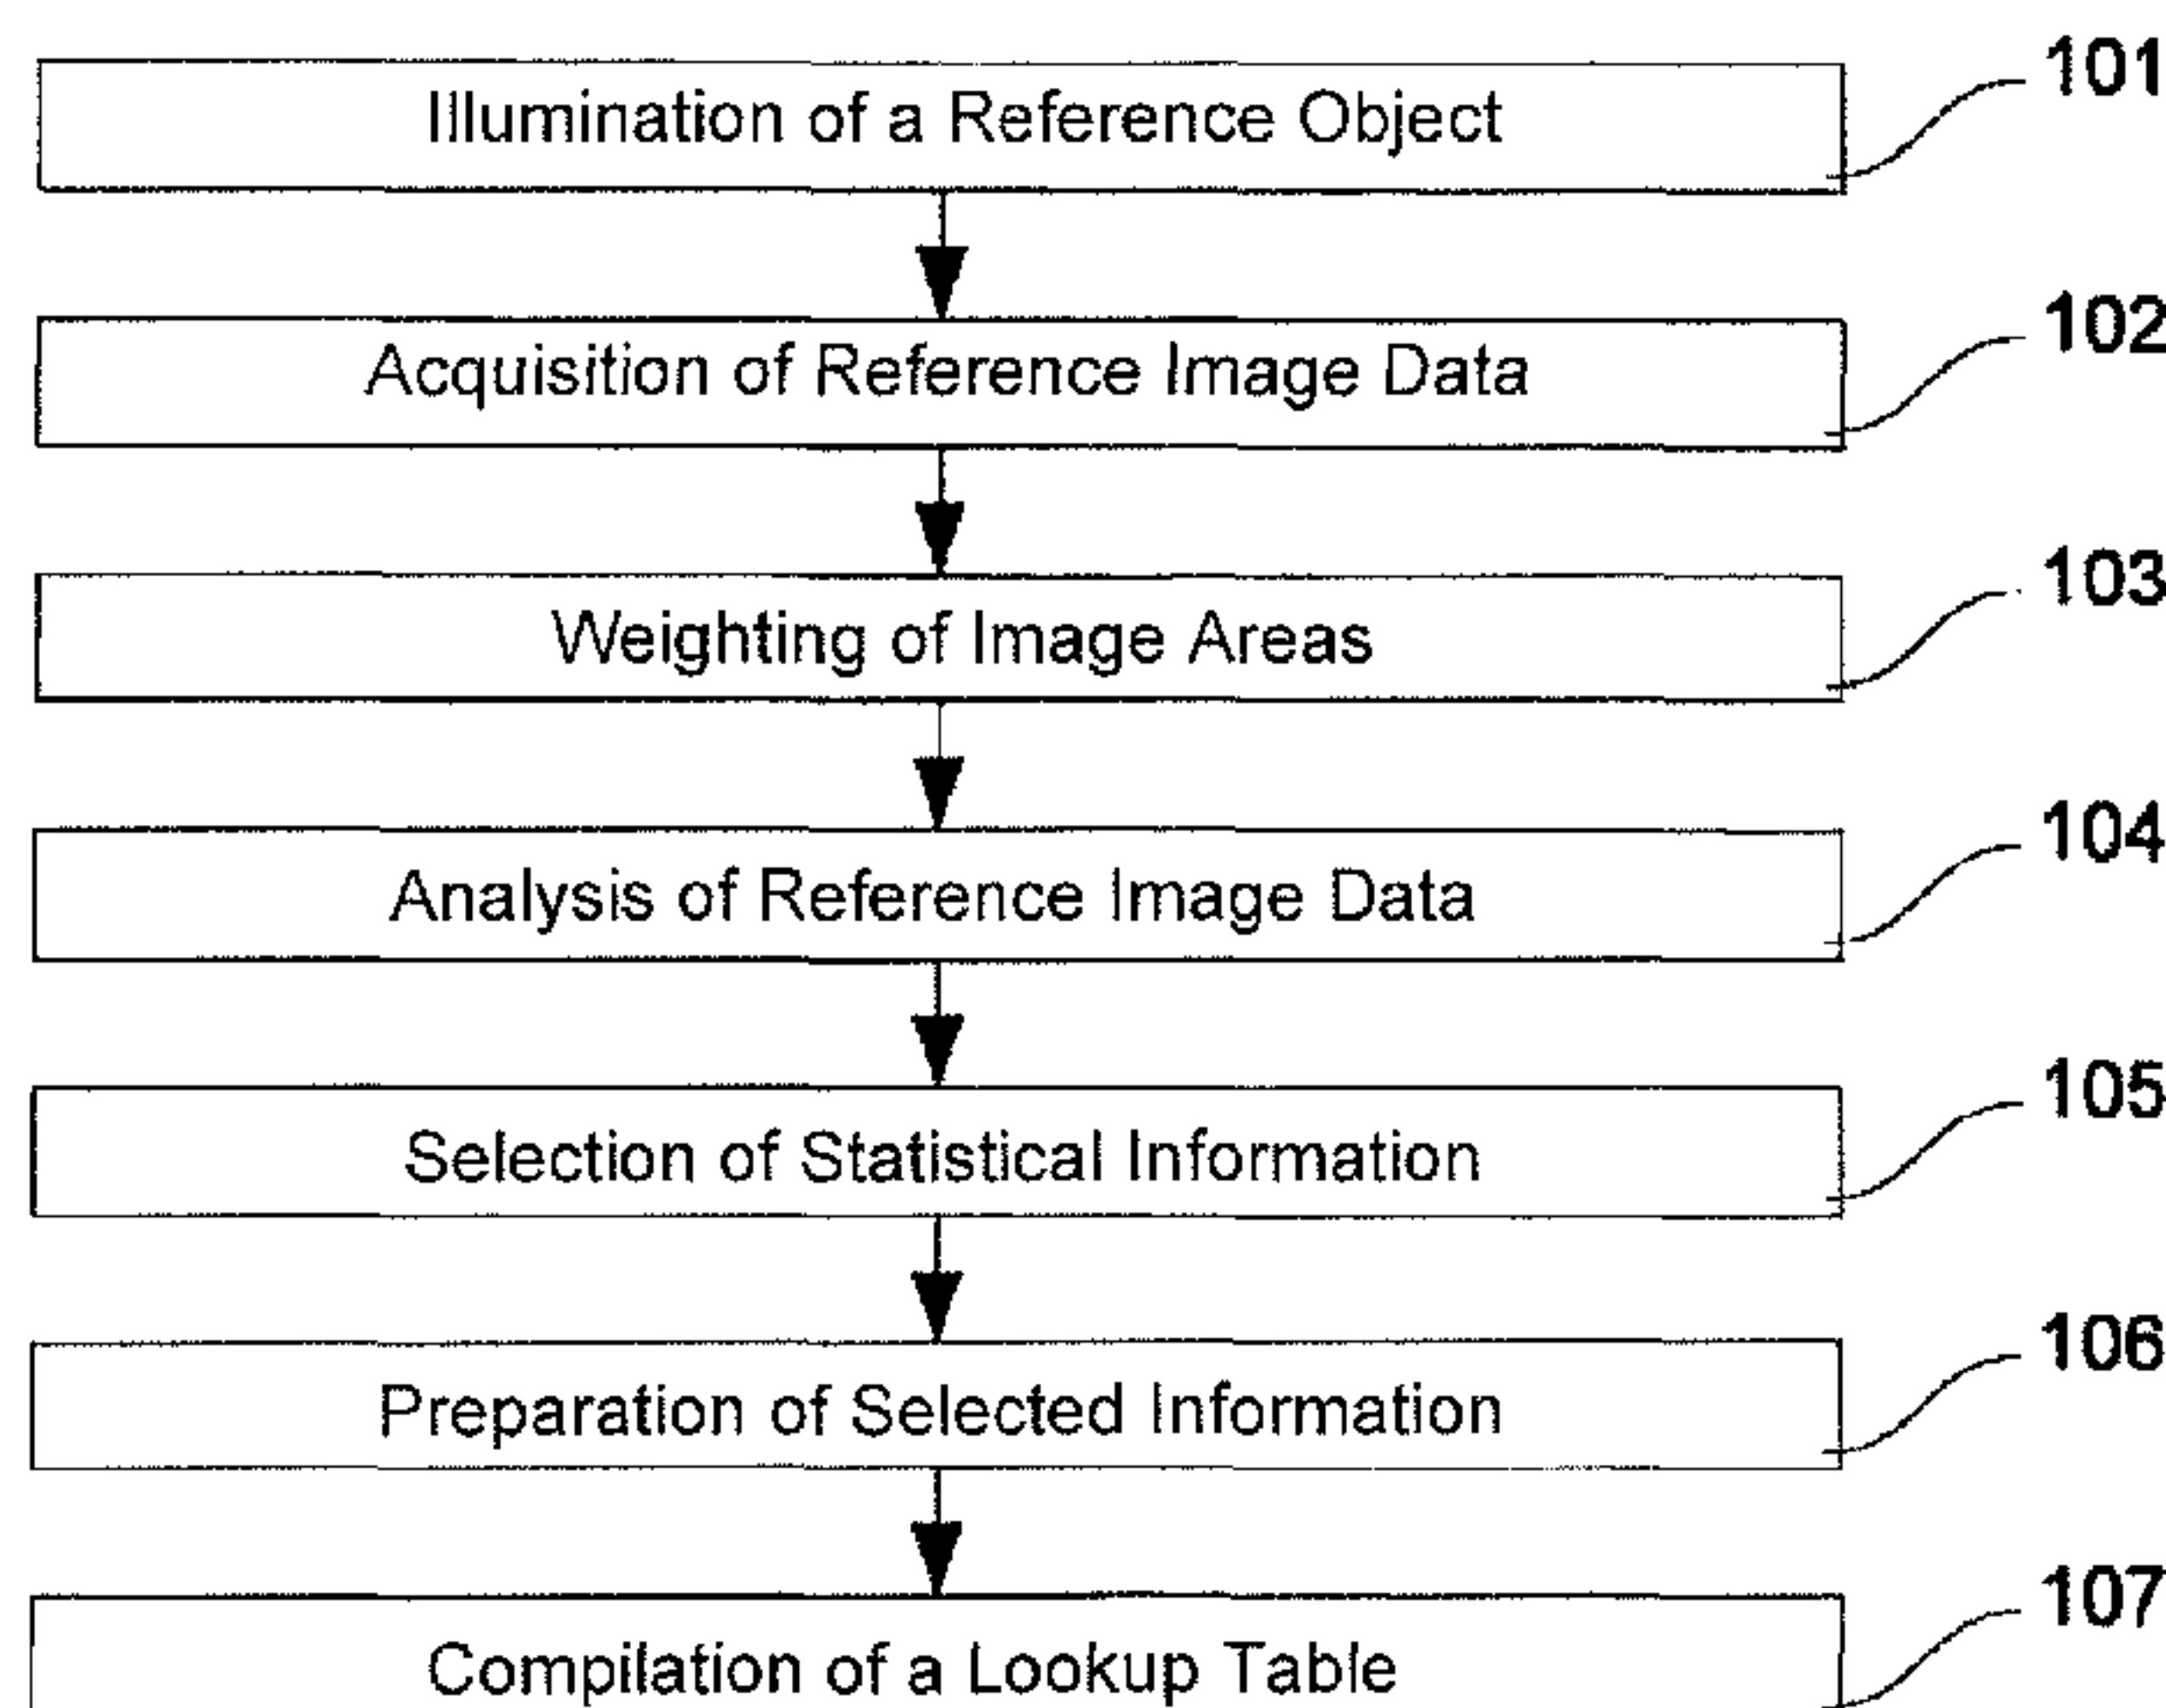 Illumination of a Reference Object
101
Acquisition of Reference Image Data
102
Weighting of Image Areas
103
Analysis of Reference Image Data
104
Selection of Statistical Information
105
Preparation of Selected Information
106
Compilation of a Lookup Table
107